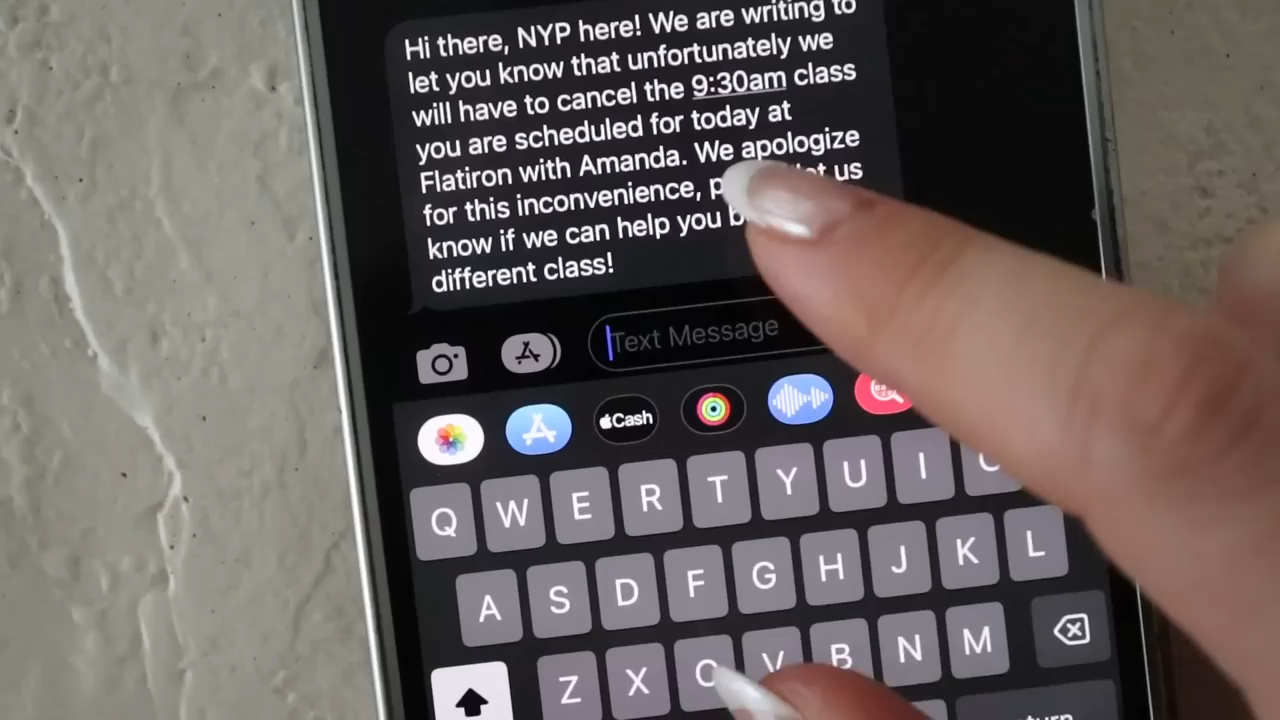 Hi there, NYP here! We are writing to
let you know that unfortunately we
will have to cancel the 9:30am class
you are scheduled for today at
Flatiron with Amanda. We apologize
for this inconvenience, let us
know if we can help you
different class!
Text Message
Cash
Q W E R T Y U I
A S D F G H J K L
Z X C V B N M